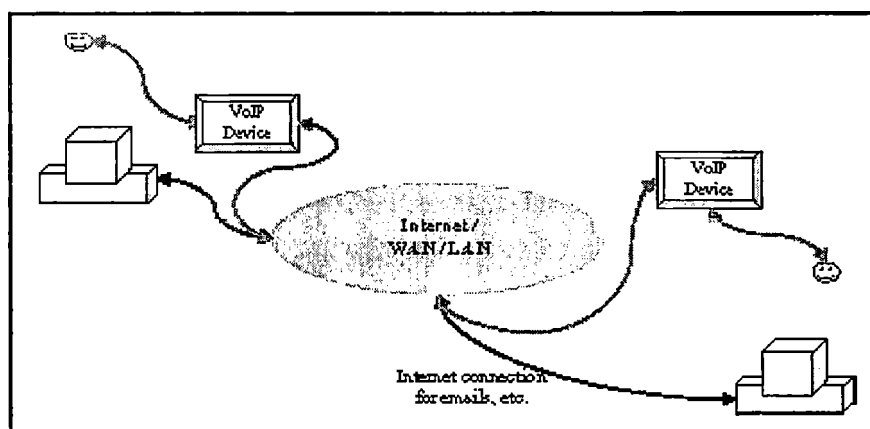 VoIP
Device
VoIP
Device
Internet/
WAN/LAN
Internet connection
for emails, etc.